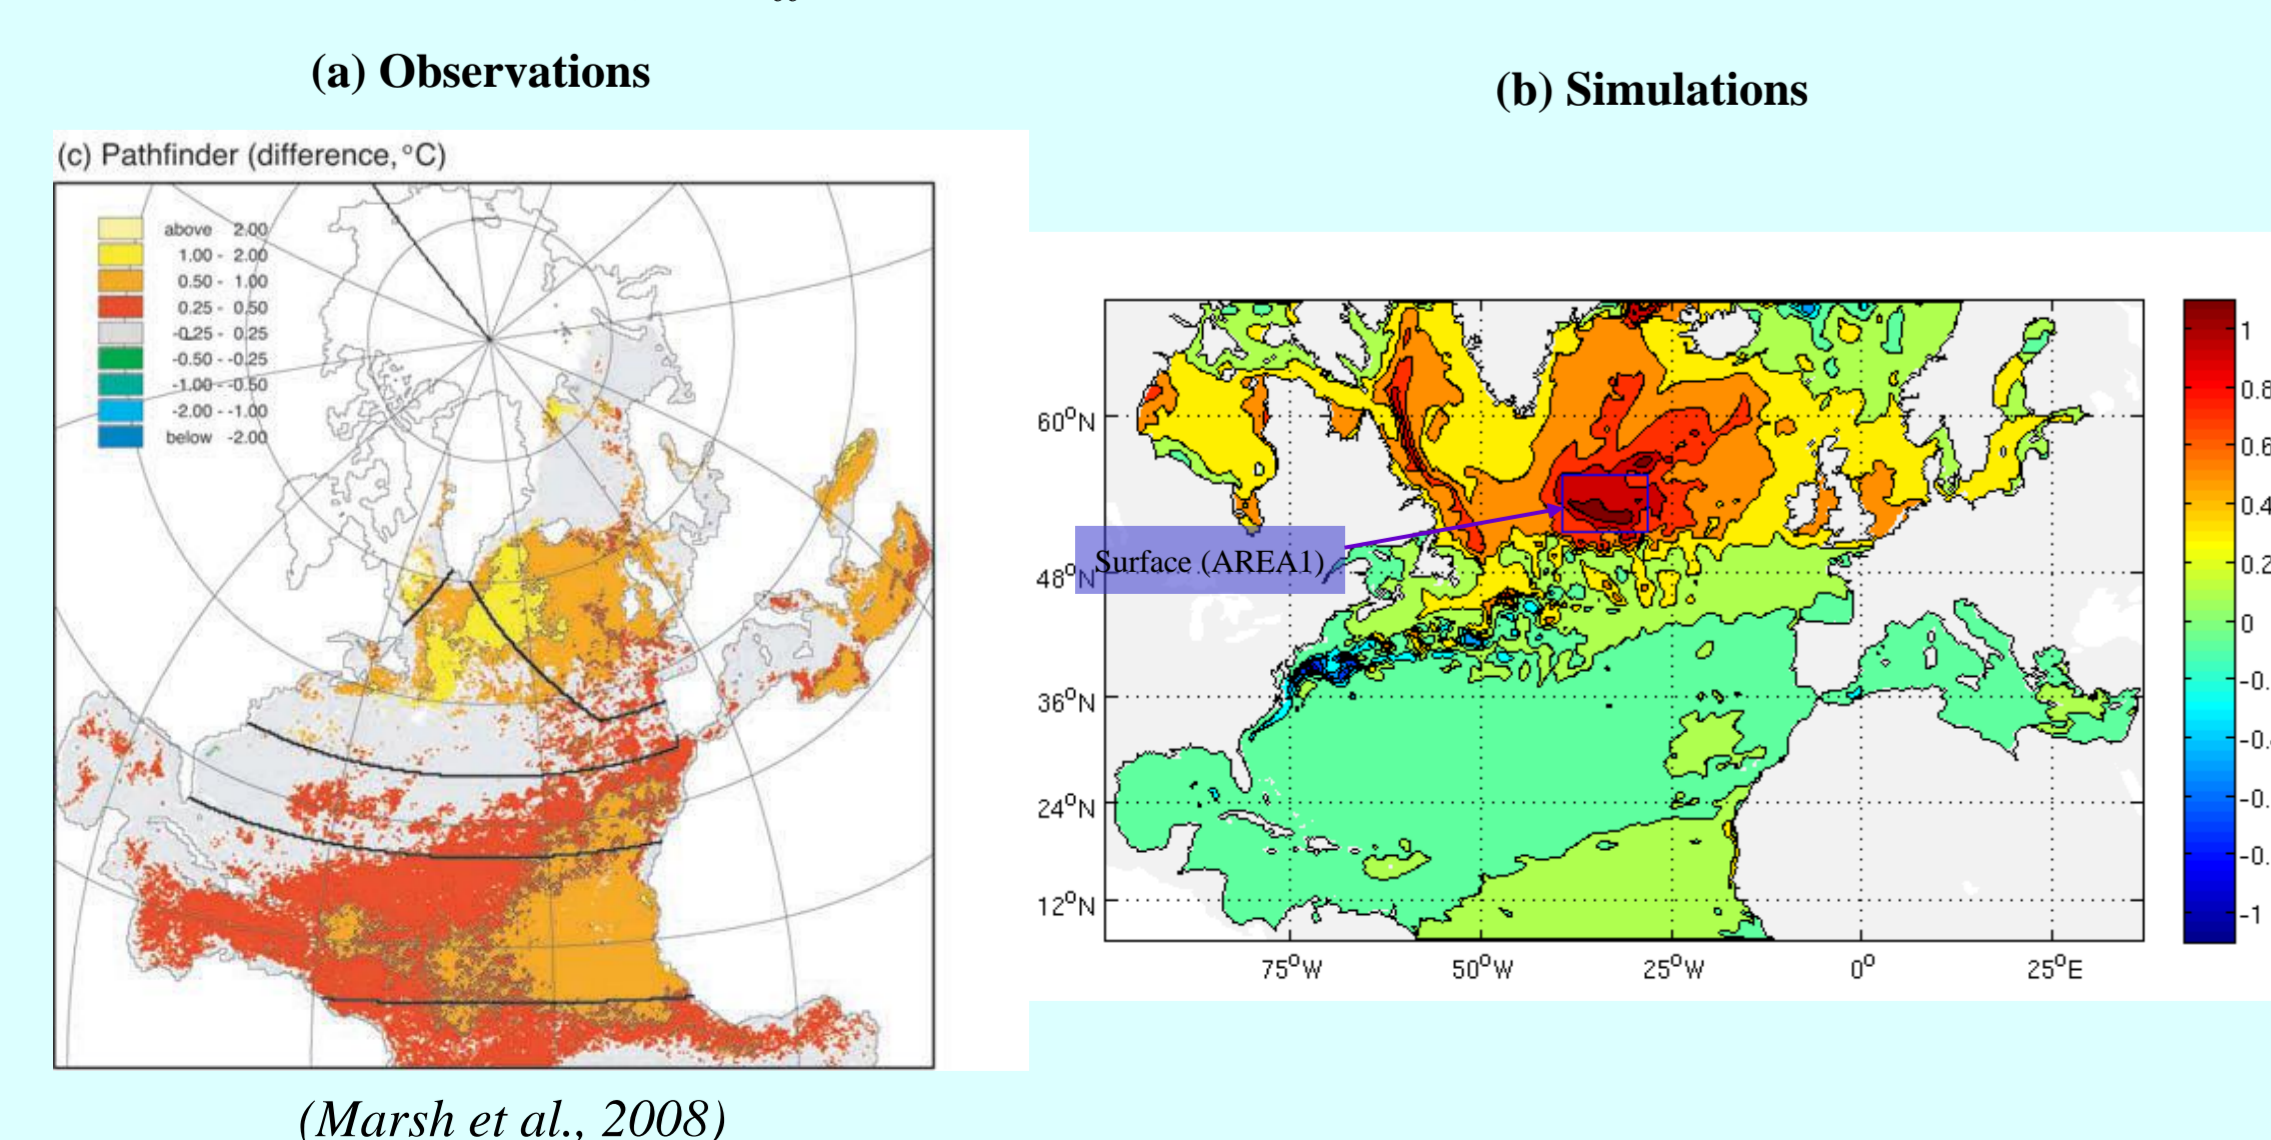 (a) Observations
(b) Simulations
(c) Pathfinder (difference, °C)
above 2.00
1.00 - 2.00
0.50 - 1.00
0.25 - 0.50
-0.25 - 0.25
-0.50 - -0.25
-1.00 - -0.50
-2.00 - -1.00
below -2.00
(Marsh et al., 2008)
60°N
48°N
36°N
24°N
12°N
75°W 50°W 25°W 0° 25°E
Surface (AREA1)
1
0.8
0.6
0.4
0.2
0
-1